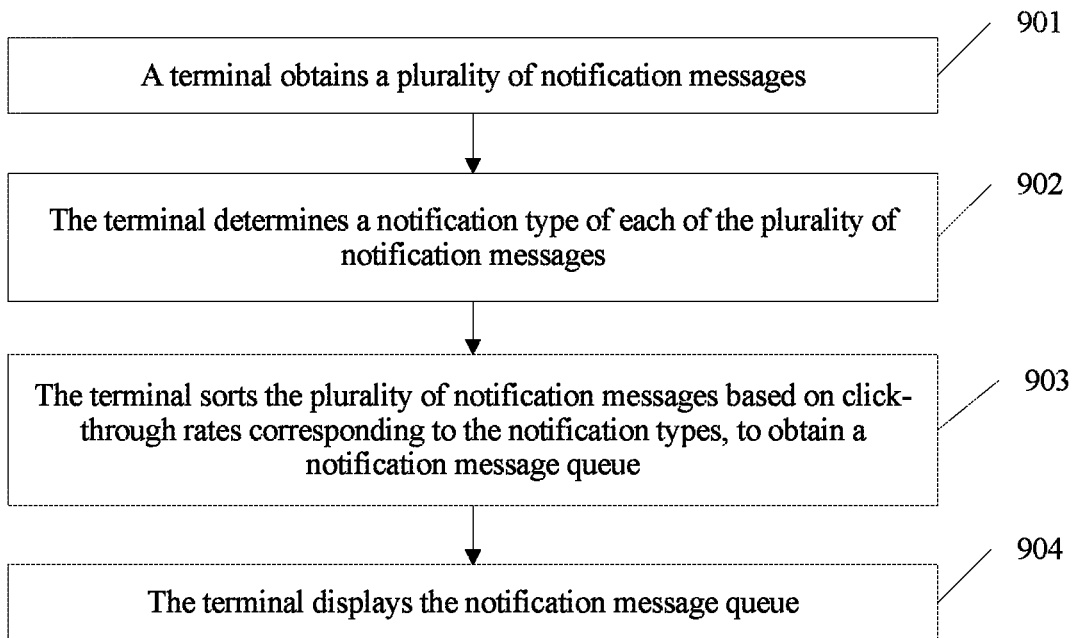 901
A terminal obtains a plurality of notification messages
902
The terminal determines a notification type of each of the plurality of
notification messages
903
The terminal sorts the plurality of notification messages based on click-
through rates corresponding to the notification types, to obtain a
notification message queue
904
The terminal displays the notification message queue